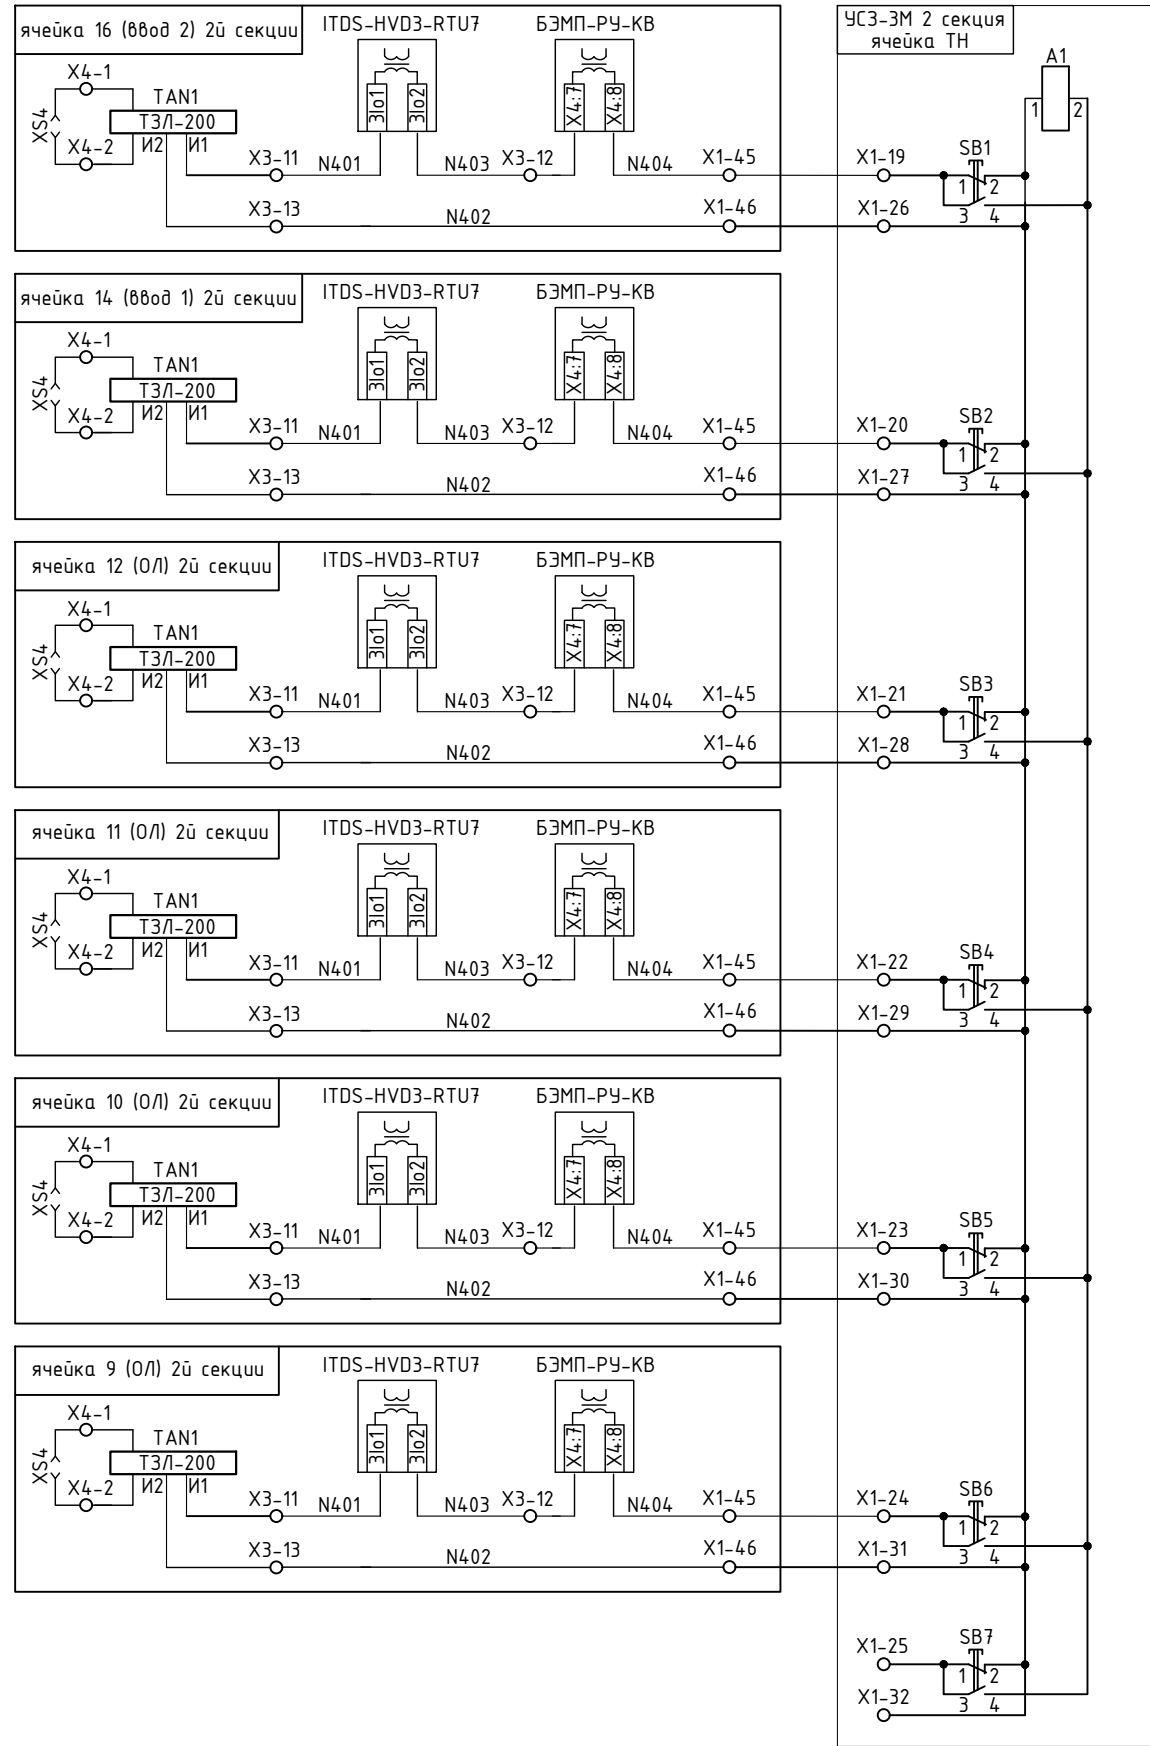 ячейка 16 (ввод 2) 2й секции
ITDS-HVD3-RTU7
БЭМП-РУ-КВ
УСЗ-3М 2 секция
ячейка ТН
A1
1
2
X4-1
XS4
X4-2
TAN1
ТЗЛ-200
И2
И1
3Io1
3Io2
X4:7
X4:8
X3-11
N401
N403
X3-12
N404
X1-45
X1-19
SB1
1
2
3
4
X3-13
N402
X1-46
X1-26
ячейка 14 (ввод 1) 2й секции
ITDS-HVD3-RTU7
БЭМП-РУ-КВ
X4-1
XS4
X4-2
TAN1
ТЗЛ-200
И2
И1
3Io1
3Io2
X4:7
X4:8
X3-11
N401
N403
X3-12
N404
X1-45
X1-20
SB2
1
2
3
4
X3-13
N402
X1-46
X1-27
ячейка 12 (ОЛ) 2й секции
ITDS-HVD3-RTU7
БЭМП-РУ-КВ
X4-1
XS4
X4-2
TAN1
ТЗЛ-200
И2
И1
3Io1
3Io2
X4:7
X4:8
X3-11
N401
N403
X3-12
N404
X1-45
X1-21
SB3
1
2
3
4
X3-13
N402
X1-46
X1-28
ячейка 11 (ОЛ) 2й секции
ITDS-HVD3-RTU7
БЭМП-РУ-КВ
X4-1
XS4
X4-2
TAN1
ТЗЛ-200
И2
И1
3Io1
3Io2
X4:7
X4:8
X3-11
N401
N403
X3-12
N404
X1-45
X1-22
SB4
1
2
3
4
X3-13
N402
X1-46
X1-29
ячейка 10 (ОЛ) 2й секции
ITDS-HVD3-RTU7
БЭМП-РУ-КВ
X4-1
XS4
X4-2
TAN1
ТЗЛ-200
И2
И1
3Io1
3Io2
X4:7
X4:8
X3-11
N401
N403
X3-12
N404
X1-45
X1-23
SB5
1
2
3
4
X3-13
N402
X1-46
X1-30
ячейка 9 (ОЛ) 2й секции
ITDS-HVD3-RTU7
БЭМП-РУ-КВ
X4-1
XS4
X4-2
TAN1
ТЗЛ-200
И2
И1
3Io1
3Io2
X4:7
X4:8
X3-11
N401
N403
X3-12
N404
X1-45
X1-24
SB6
1
2
3
4
X3-13
N402
X1-46
X1-31
X1-25
SB7
1
2
3
4
X1-32